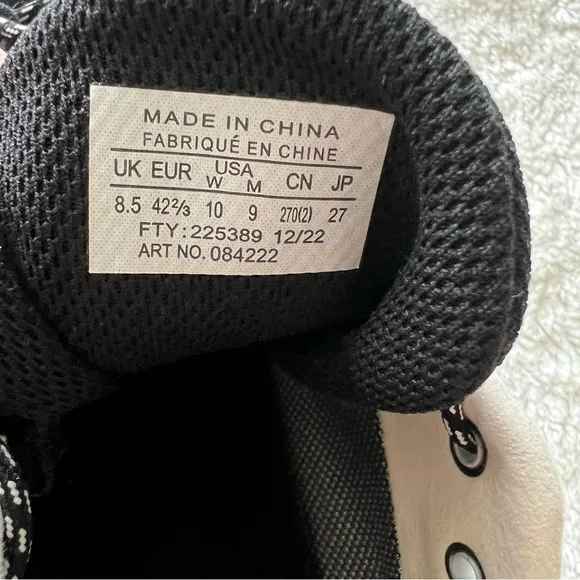 MADE IN CHINA
FABRIQUÉ EN CHINE
UK EUR USA W M CN JP
8.5 42⅔ 10 9 270(2) 27
FTY: 225389 12/22
ART NO. 084222